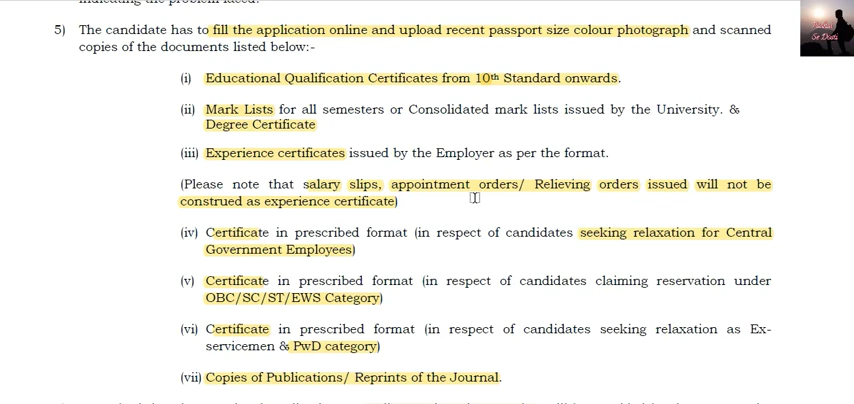 5) The candidate has to fill the application online and upload recent passport size colour photograph and scanned
copies of the documents listed below:-
(i) Educational Qualification Certificates from 10th Standard onwards.
(ii) Mark Lists for all semesters or Consolidated mark lists issued by the University. &
Degree Certificate
(iii) Experience certificates issued by the Employer as per the format.
(Please note that salary slips, appointment orders/ Relieving orders issued will not be
construed as experience certificate)
(iv) Certificate in prescribed format (in respect of candidates seeking relaxation for Central
Government Employees)
(v) Certificate in prescribed format (in respect of candidates claiming reservation under
OBC/SC/ST/EWS Category)
(vi) Certificate in prescribed format (in respect of candidates seeking relaxation as Ex-
servicemen & PwD category)
(vii) Copies of Publications/ Reprints of the Journal.